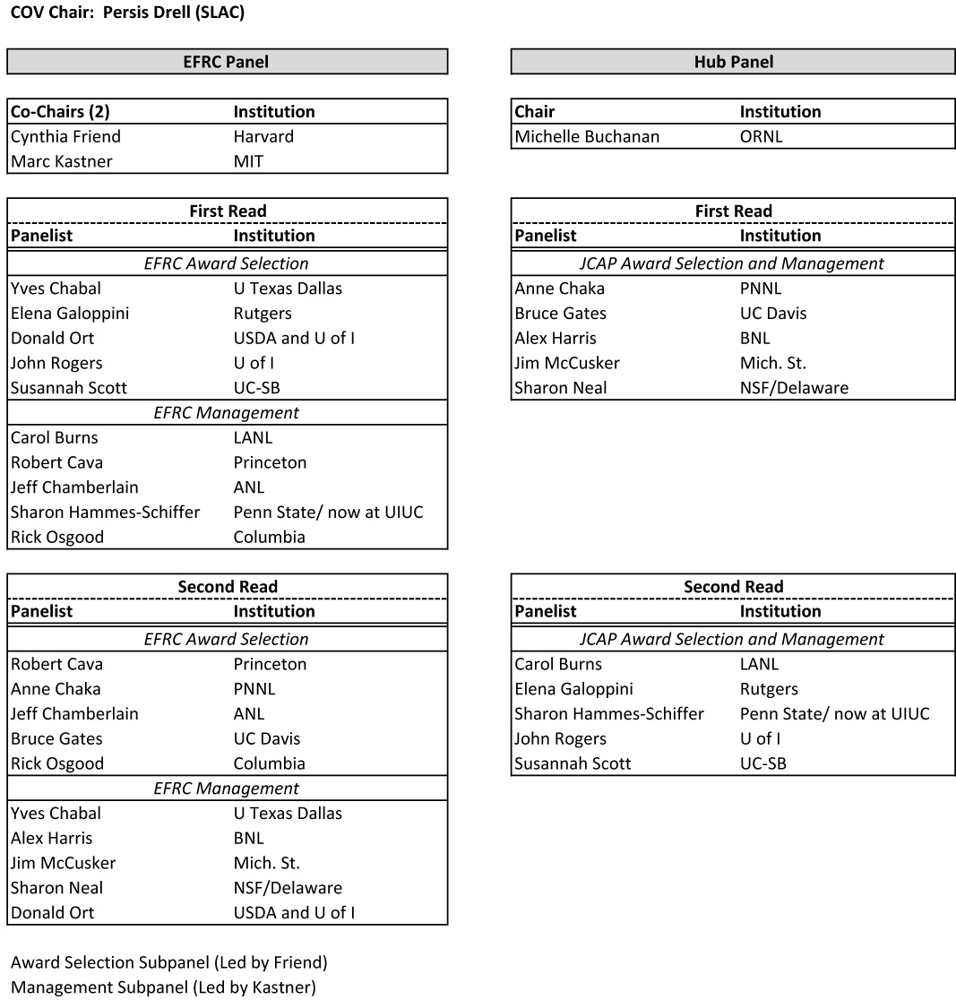 COV Chair: Persis Drell (SLAC)
EFRC Panel
Co-Chairs (2) Institution
Cynthia Friend Harvard
Marc Kastner MIT
First Read
Panelist Institution
EFRC Award Selection
Yves Chabal U Texas Dallas
Elena Galoppini Rutgers
Donald Ort USDA and U of I
John Rogers U of I
Susannah Scott UC-SB
EFRC Management
Carol Burns LANL
Robert Cava Princeton
Jeff Chamberlain ANL
Sharon Hammes-Schiffer Penn State/ now at UIUC
Rick Osgood Columbia
Second Read
Panelist Institution
EFRC Award Selection
Robert Cava Princeton
Anne Chaka PNNL
Jeff Chamberlain ANL
Bruce Gates UC Davis
Rick Osgood Columbia
EFRC Management
Yves Chabal U Texas Dallas
Alex Harris BNL
Jim McCusker Mich. St.
Sharon Neal NSF/Delaware
Donald Ort USDA and U of I
Hub Panel
Chair Institution
Michelle Buchanan ORNL
First Read
Panelist Institution
JCAP Award Selection and Management
Anne Chaka PNNL
Bruce Gates UC Davis
Alex Harris BNL
Jim McCusker Mich. St.
Sharon Neal NSF/Delaware
Second Read
Panelist Institution
JCAP Award Selection and Management
Carol Burns LANL
Elena Galoppini Rutgers
Sharon Hammes-Schiffer Penn State/ now at UIUC
John Rogers U of I
Susannah Scott UC-SB
Award Selection Subpanel (Led by Friend)
Management Subpanel (Led by Kastner)